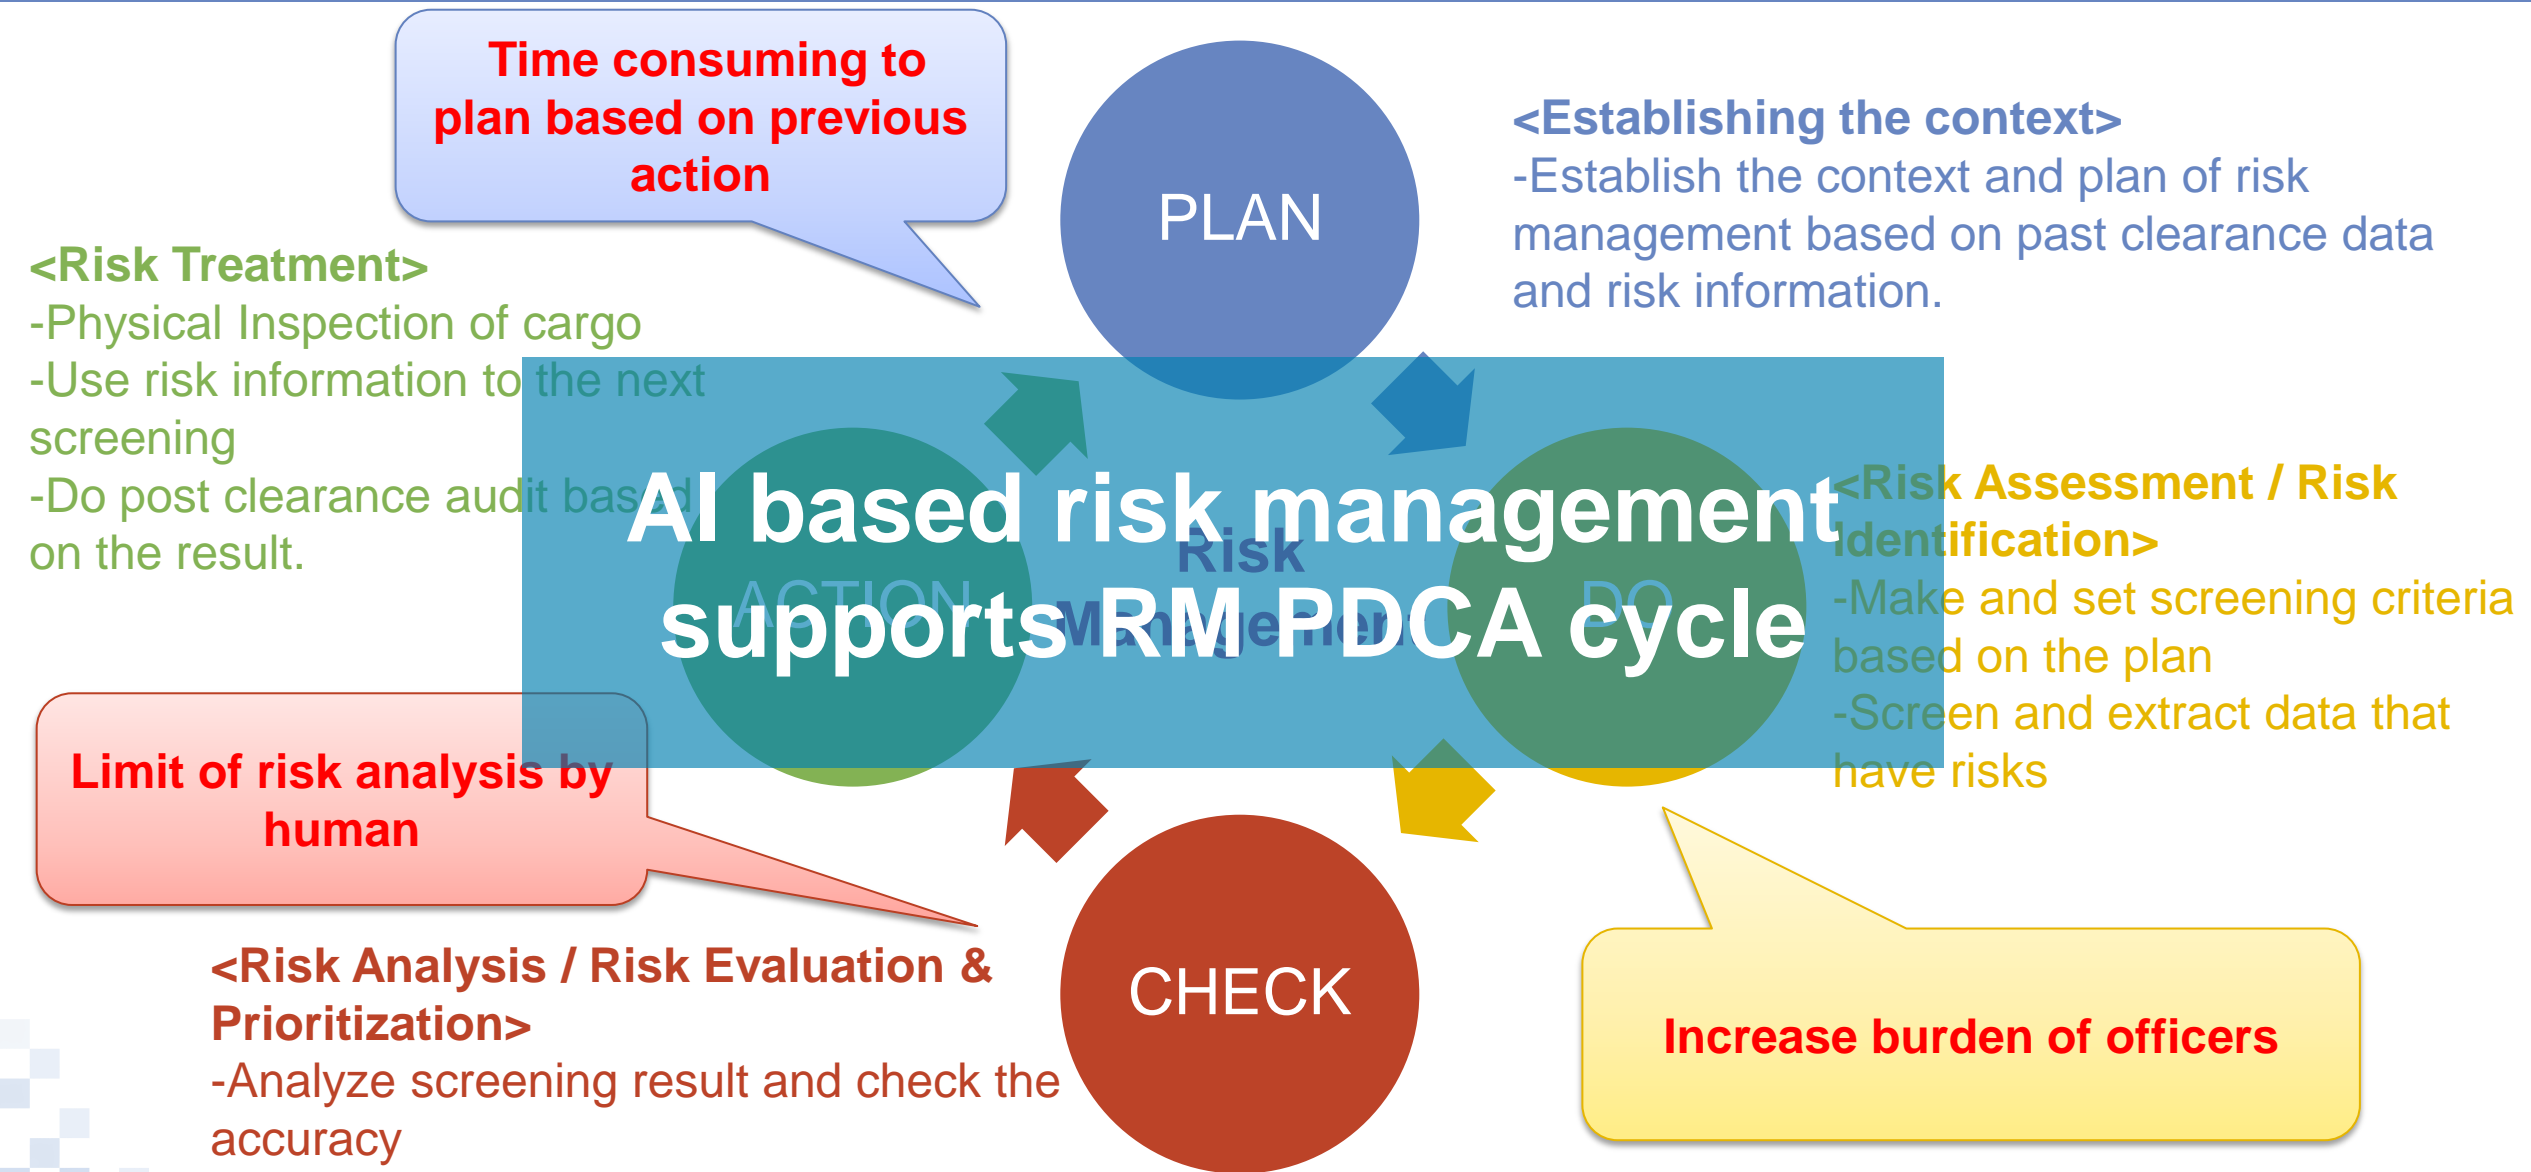 Time consuming to
plan based on previous
action
PLAN
<Establishing the context>
-Establish the context and plan of risk
management based on past clearance data
and risk information.
<Risk Treatment>
-Physical Inspection of cargo
-Use risk information to the next
screening
-Do post clearance audit based
on the result.
AI based risk management
supports RM PDCA cycle
Risk
Management
ACTION
DO
<Risk Assessment / Risk
Identification>
-Make and set screening criteria
based on the plan
-Screen and extract data that
have risks
Limit of risk analysis by
human
<Risk Analysis / Risk Evaluation &
Prioritization>
-Analyze screening result and check the
accuracy
CHECK
Increase burden of officers